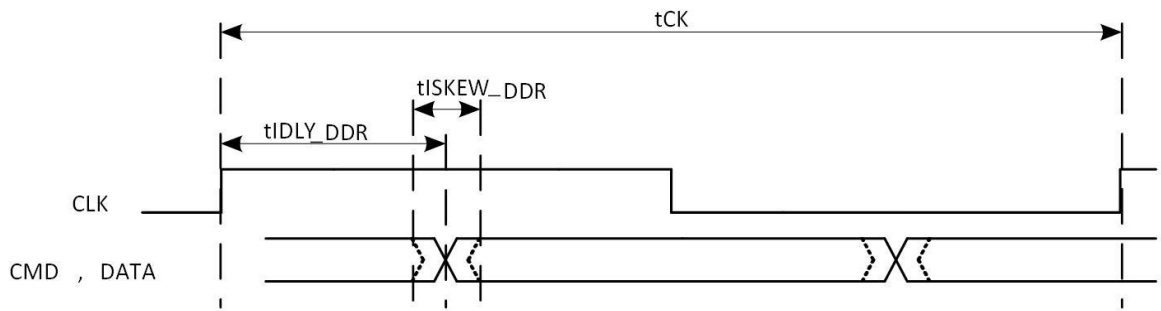 tCK
tISKEW_DDR
tIDLY_DDR
CLK
CMD , DATA